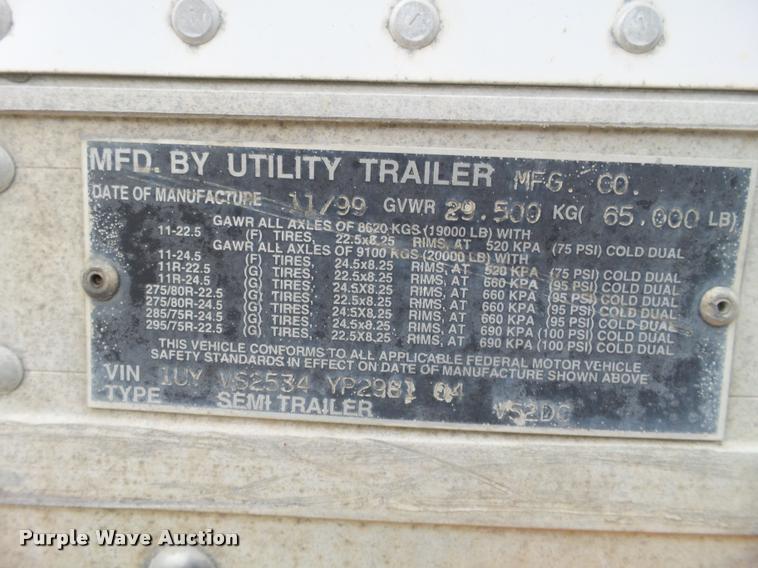 MFD. BY UTILITY TRAILER MFG. CO.
DATE OF MANUFACTURE 11/99 GVWR 29.500 KG( 65.000 LB)
GAWR ALL AXLES OF 8620 KGS (19000 LB) WITH
11-22.5 (F) TIRES, 22.5x8.25 RIMS, AT 520 KPA (75 PSI) COLD DUAL
GAWR ALL AXLES OF 9100 KGS (20000 LB) WITH
11-24.5 (F) TIRES, 24.5x8.25 RIMS, AT 520 KPA (75 PSI) COLD DUAL
11R-22.5 (G) TIRES, 22.5x8.25 RIMS, AT 660 KPA (95 PSI) COLD DUAL
11R-24.5 (G) TIRES, 24.5x8.25 RIMS, AT 660 KPA (95 PSI) COLD DUAL
275/80R-22.5 (G) TIRES, 22.5x8.25 RIMS, AT 660 KPA (95 PSI) COLD DUAL
275/80R-24.5 (G) TIRES, 24.5x8.25 RIMS, AT 660 KPA (95 PSI) COLD DUAL
285/75R-24.5 (G) TIRES, 24.5x8.25 RIMS, AT 690 KPA (100 PSI) COLD DUAL
295/75R-22.5 (G) TIRES, 22.5x8.25 RIMS, AT 690 KPA (100 PSI) COLD DUAL
THIS VEHICLE CONFORMS TO ALL APPLICABLE FEDERAL MOTOR VEHICLE
SAFETY STANDARDS IN EFFECT ON DATE OF MANUFACTURE SHOWN ABOVE
VIN 1UY VS2534
TYPE SEMI TRAILER VS2DC
Purple Wave Auction